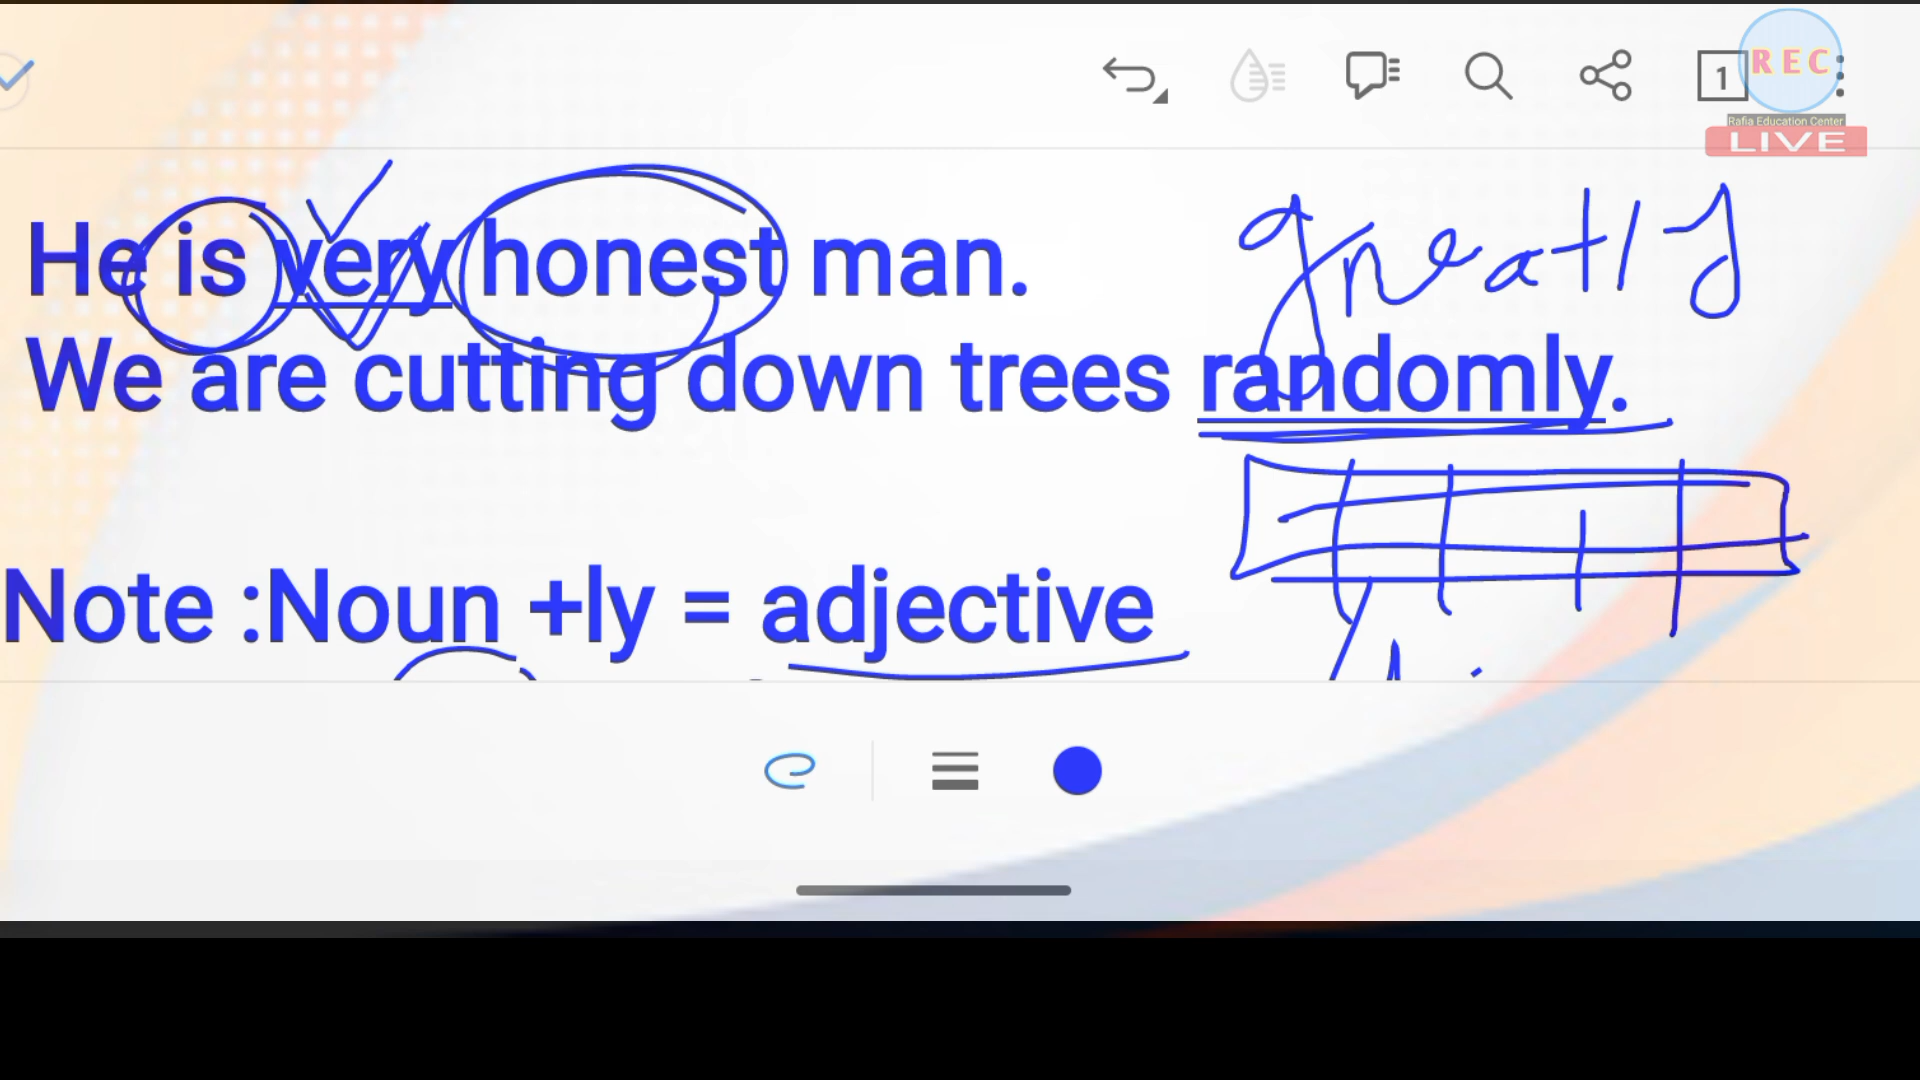 1
REC
Rafia Education Center
LIVE
He is very honest man.
greatly
We are cutting down trees randomly.
Note :Noun +ly = adjective